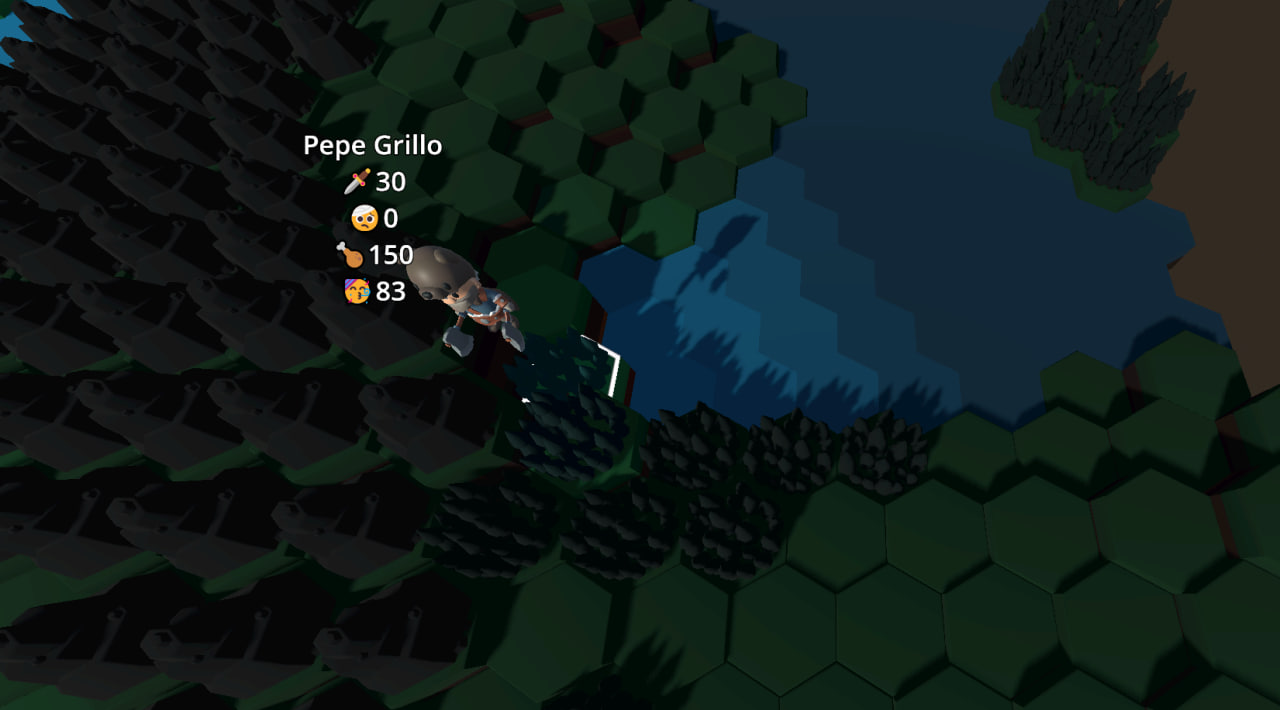 Pepe Grillo
🗡️ 30
🤕 0
🍗 150
🥳 83